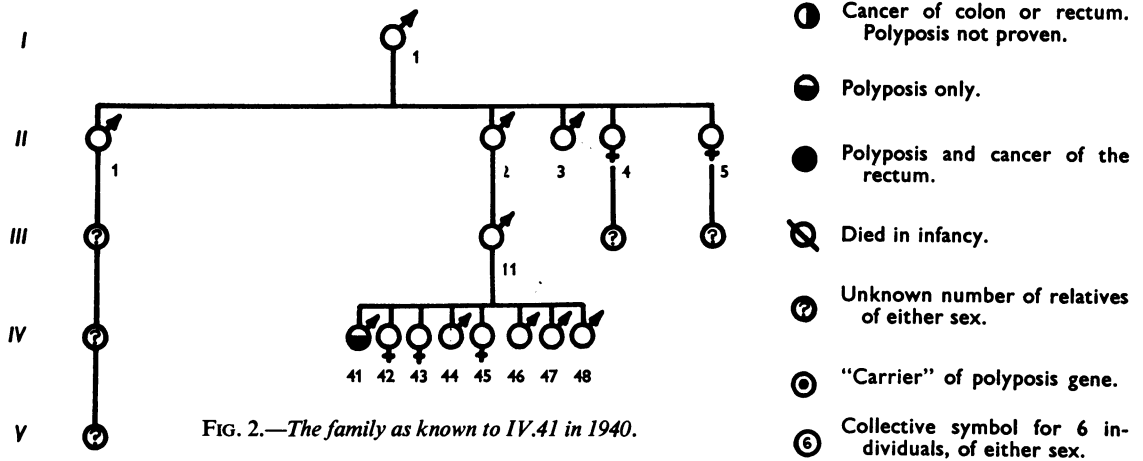 I
1
II
1
2
3
4
5
III
?
?
?
11
IV
?
41 42 43 44 45 46 47 48
V
?
FIG. 2.—The family as known to IV.41 in 1940.
Cancer of colon or rectum.
Polyposis not proven.
Polyposis only.
Polyposis and cancer of the
rectum.
Died in infancy.
?
Unknown number of relatives
of either sex.
"Carrier" of polyposis gene.
6
Collective symbol for 6 in-
dividuals, of either sex.